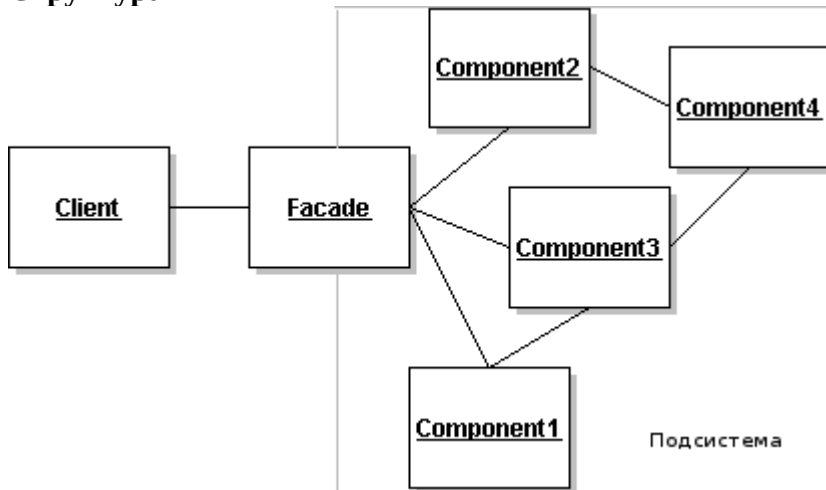 Component2
Component4
Client
Facade
Component3
Component1
Подсистема